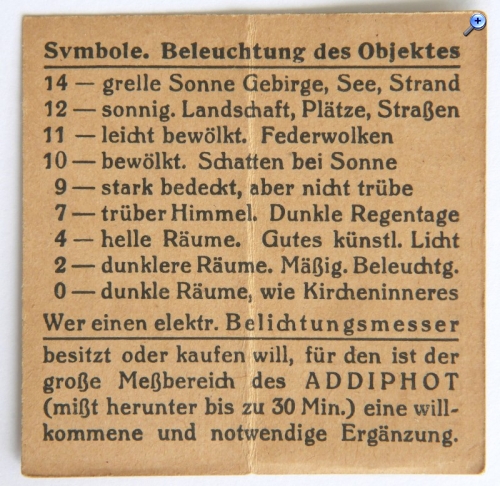 Symbole. Beleuchtung des Objektes
14 — grelle Sonne Gebirge, See, Strand
12 — sonnig. Landschaft, Plätze, Straßen
11 — leicht bewölkt. Federwolken
10 — bewölkt. Schatten bei Sonne
9 — stark bedeckt, aber nicht trübe
7 — trüber Himmel. Dunkle Regentage
4 — helle Räume. Gutes künstl. Licht
2 — dunklere Räume. Mäßig. Beleuchtg.
0 — dunkle Räume, wie Kircheninneres
Wer einen elektr. Belichtungsmesser
besitzt oder kaufen will, für den ist der
große Meßbereich des ADDIPHOT
(mißt herunter bis zu 30 Min.) eine will-
kommene und notwendige Ergänzung.